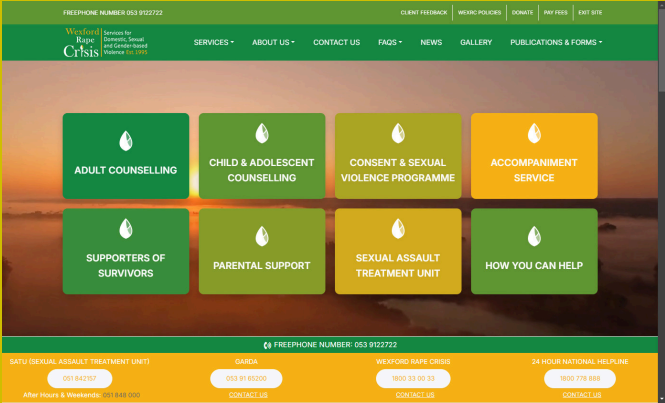 FREEPHONE NUMBER 053 9122722
CLIENT FEEDBACK
WEXRC POLICIES
DONATE
PAY FEES
EXIT SITE
Wexford
Rape
Crisis
Services for
Domestic, Sexual
and Gender-based
Violence Est.1995
SERVICES
ABOUT US
CONTACT US
FAQS
NEWS
GALLERY
PUBLICATIONS & FORMS
ADULT COUNSELLING
CHILD & ADOLESCENT
COUNSELLING
CONSENT & SEXUAL
VIOLENCE PROGRAMME
ACCOMPANIMENT
SERVICE
SUPPORTERS OF
SURVIVORS
PARENTAL SUPPORT
SEXUAL ASSAULT
TREATMENT UNIT
HOW YOU CAN HELP
FREEPHONE NUMBER: 053 9122722
SATU (SEXUAL ASSAULT TREATMENT UNIT)
051 842157
After Hours & Weekends: 051 848 000
GARDA
053 91 65200
CONTACT US
WEXFORD RAPE CRISIS
1800 33 00 33
CONTACT US
24 HOUR NATIONAL HELPLINE
1800 778 888
CONTACT US